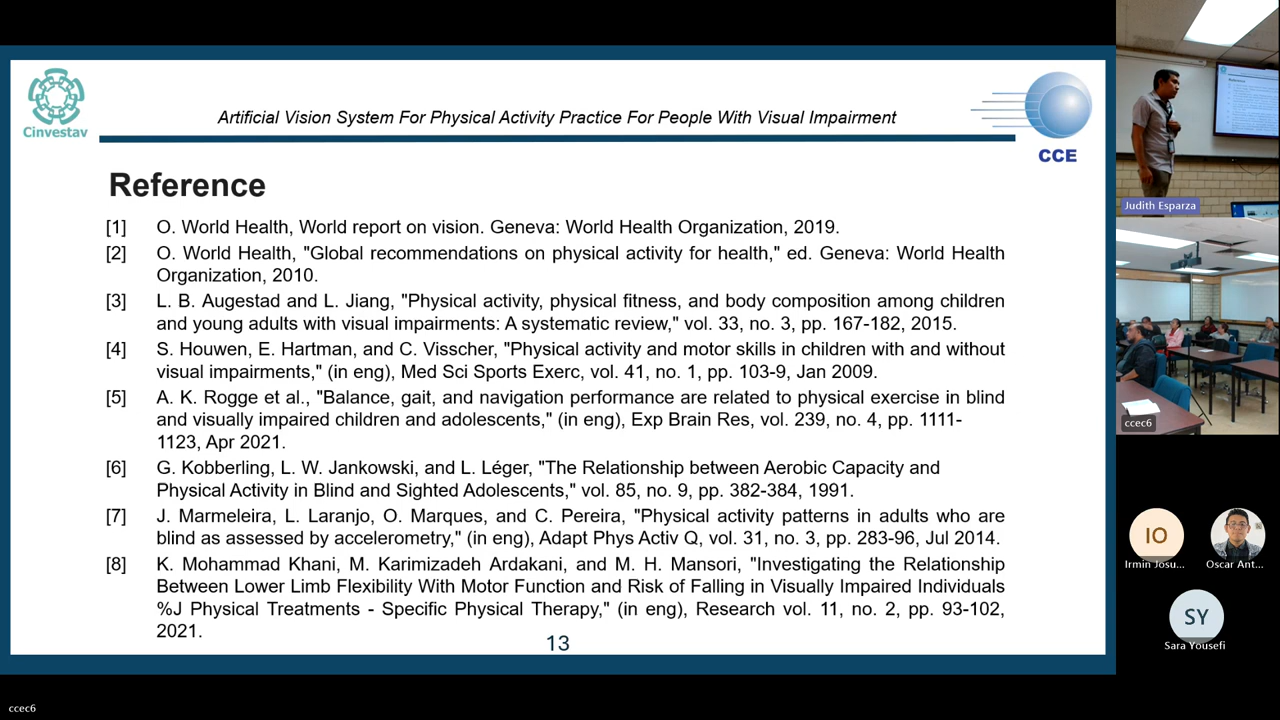 Cinvestav
Artificial Vision System For Physical Activity Practice For People With Visual Impairment
CCE
Reference
[1] O. World Health, World report on vision. Geneva: World Health Organization, 2019.
[2] O. World Health, "Global recommendations on physical activity for health," ed. Geneva: World Health
Organization, 2010.
[3] L. B. Augestad and L. Jiang, "Physical activity, physical fitness, and body composition among children
and young adults with visual impairments: A systematic review," vol. 33, no. 3, pp. 167-182, 2015.
[4] S. Houwen, E. Hartman, and C. Visscher, "Physical activity and motor skills in children with and without
visual impairments," (in eng), Med Sci Sports Exerc, vol. 41, no. 1, pp. 103-9, Jan 2009.
[5] A. K. Rogge et al., "Balance, gait, and navigation performance are related to physical exercise in blind
and visually impaired children and adolescents," (in eng), Exp Brain Res, vol. 239, no. 4, pp. 1111-
1123, Apr 2021.
[6] G. Kobberling, L. W. Jankowski, and L. Léger, "The Relationship between Aerobic Capacity and
Physical Activity in Blind and Sighted Adolescents," vol. 85, no. 9, pp. 382-384, 1991.
[7] J. Marmeleira, L. Laranjo, O. Marques, and C. Pereira, "Physical activity patterns in adults who are
blind as assessed by accelerometry," (in eng), Adapt Phys Activ Q, vol. 31, no. 3, pp. 283-96, Jul 2014.
[8] K. Mohammad Khani, M. Karimizadeh Ardakani, and M. H. Mansori, "Investigating the Relationship
Between Lower Limb Flexibility With Motor Function and Risk of Falling in Visually Impaired Individuals
%J Physical Treatments - Specific Physical Therapy," (in eng), Research vol. 11, no. 2, pp. 93-102,
2021.
13
Reference
Judith Esparza
ccec6
IO
Irmin Josu...
Oscar Ant...
SY
Sara Yousefi
ccec6